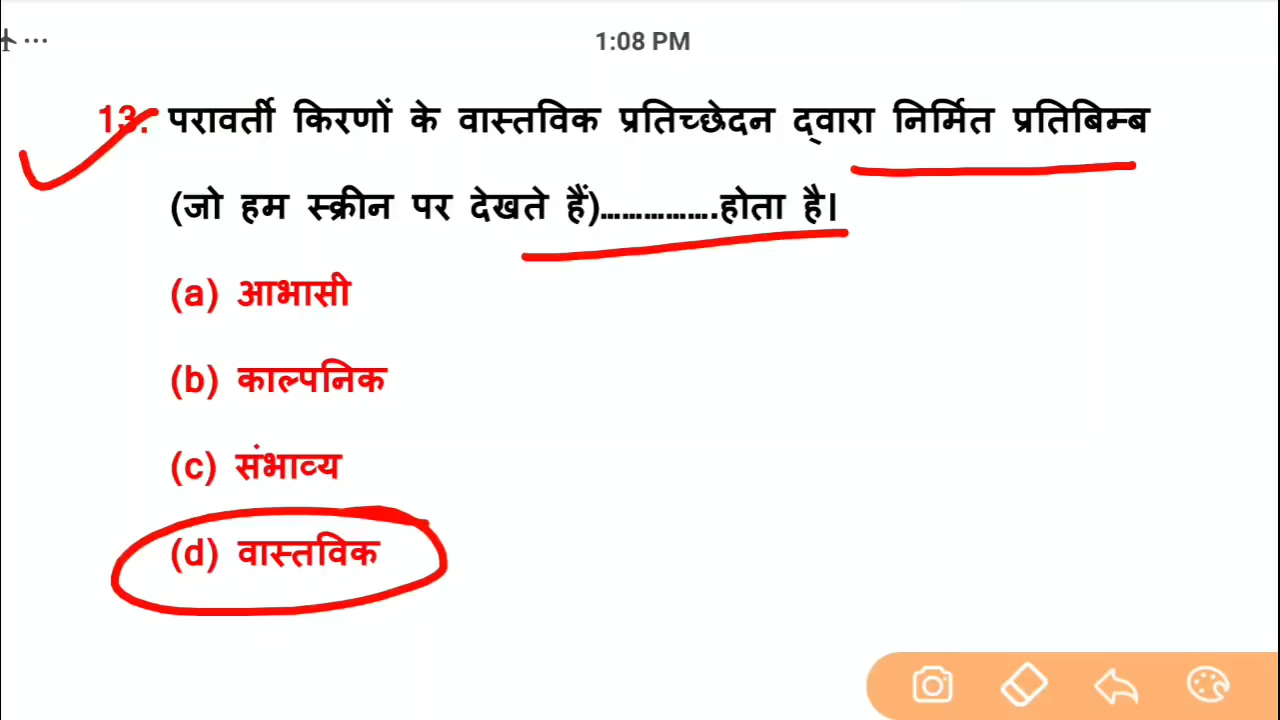 1:08 PM
13. परावर्ती किरणों के वास्तविक प्रतिच्छेदन द्वारा निर्मित प्रतिबिम्ब
(जो हम स्क्रीन पर देखते हैं)…………….होता है।
(a) आभासी
(b) काल्पनिक
(c) संभाव्य
(d) वास्तविक